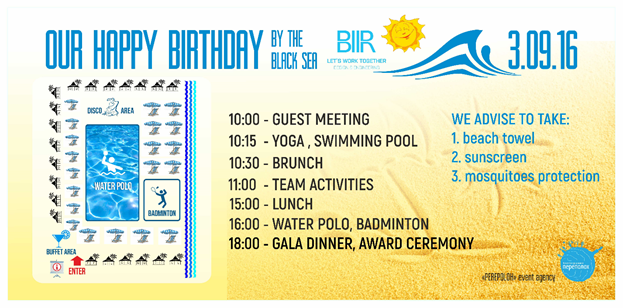 OUR HAPPY BIRTHDAY BY THE BLACK SEA
BIIR
LET'S WORK TOGETHER
3.09.16
DISCO AREA
WATER POLO
BADMINTON
BUFFET AREA
ENTER
10:00 - GUEST MEETING
10:15 - YOGA , SWIMMING POOL
10:30 - BRUNCH
11:00 - TEAM ACTIVITIES
15:00 - LUNCH
16:00 - WATER POLO, BADMINTON
18:00 - GALA DINNER, AWARD CEREMONY
WE ADVISE TO TAKE:
1. beach towel
2. sunscreen
3. mosquitoes protection
«PEREPOLOH» event agency